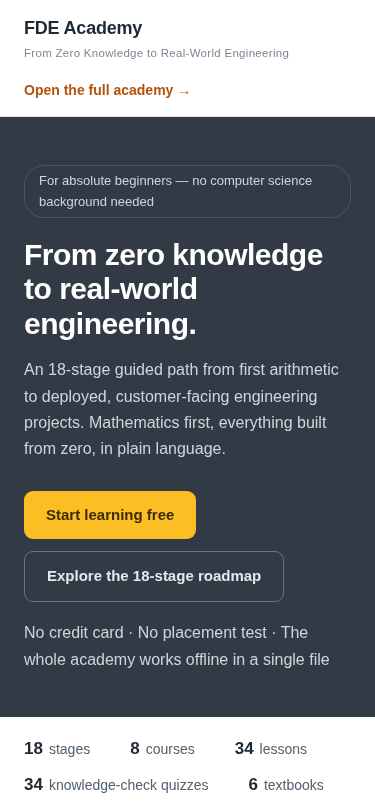 FDE Academy
From Zero Knowledge to Real-World Engineering
Open the full academy →
For absolute beginners — no computer science
background needed
From zero knowledge
to real-world
engineering.
An 18-stage guided path from first arithmetic
to deployed, customer-facing engineering
projects. Mathematics first, everything built
from zero, in plain language.
Start learning free
Explore the 18-stage roadmap
No credit card · No placement test · The
whole academy works offline in a single file
18 stages 8 courses 34 lessons
34 knowledge-check quizzes 6 textbooks